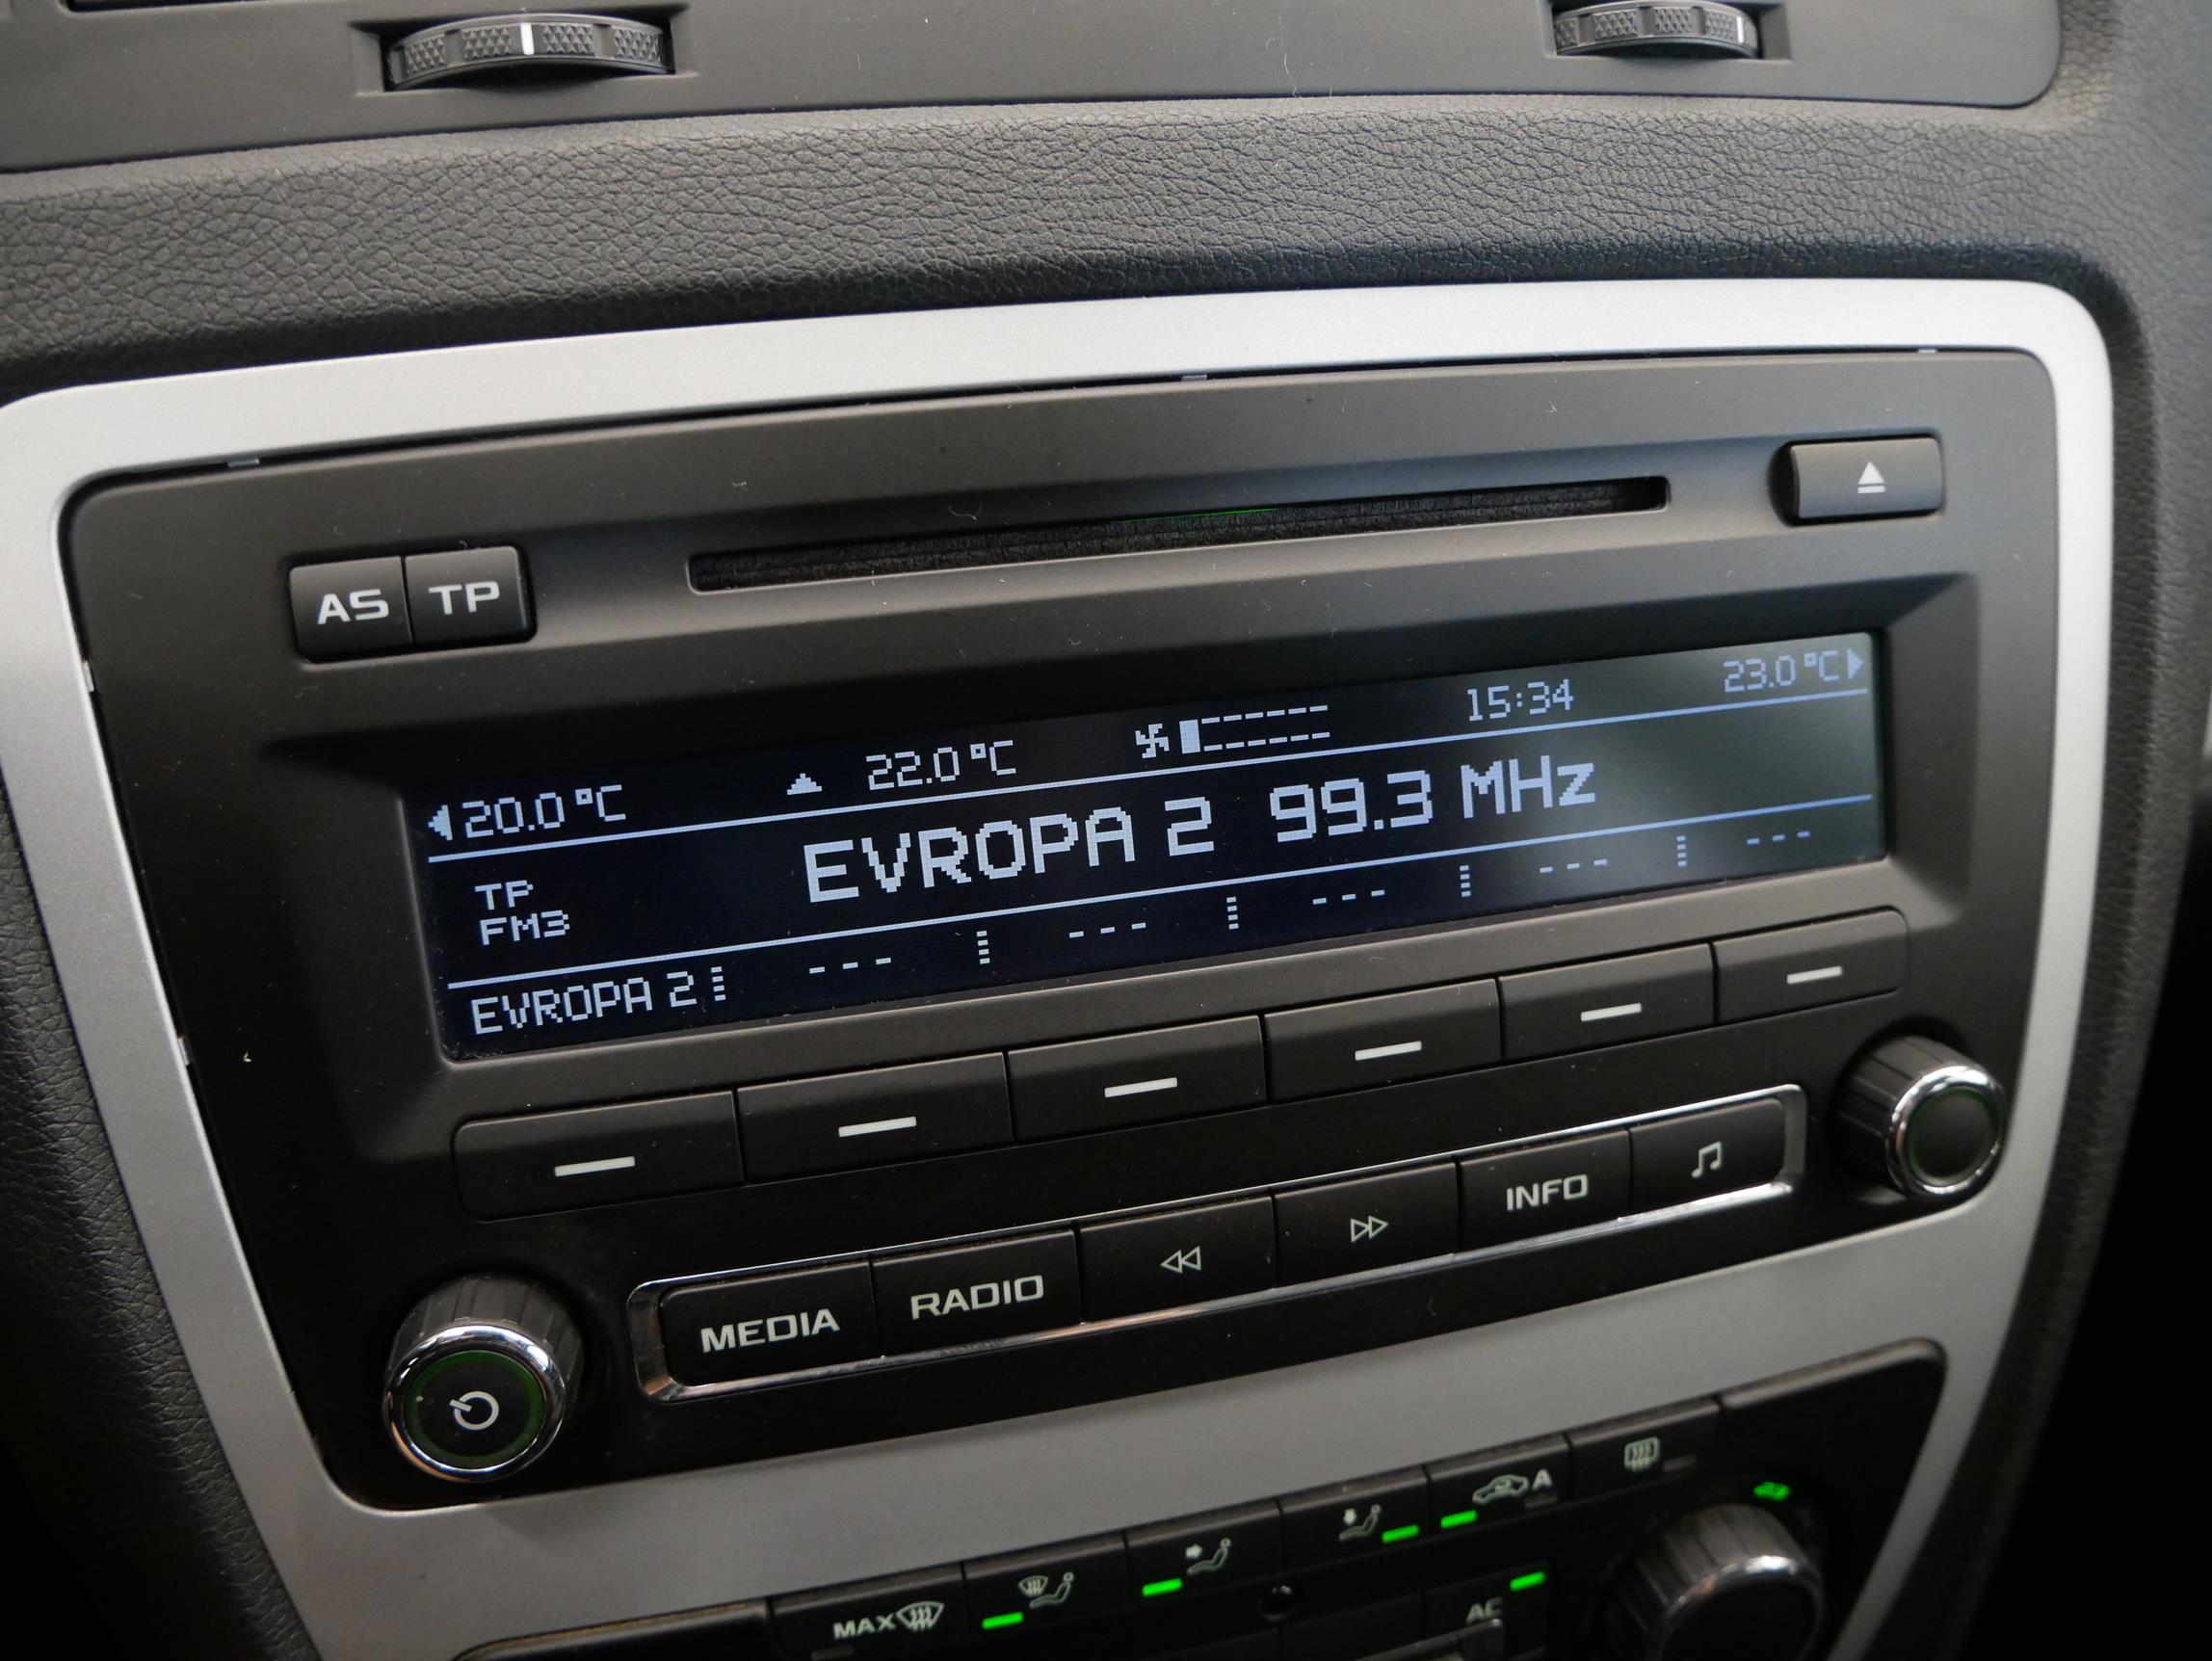 AS TP
20.0 °C 22.0 °C 15:34 23.0 °C
TP EVROPA 2 99.3 MHz
FM3
EVROPA 2 --- --- --- --- ---
MEDIA RADIO INFO
A
MAX AC